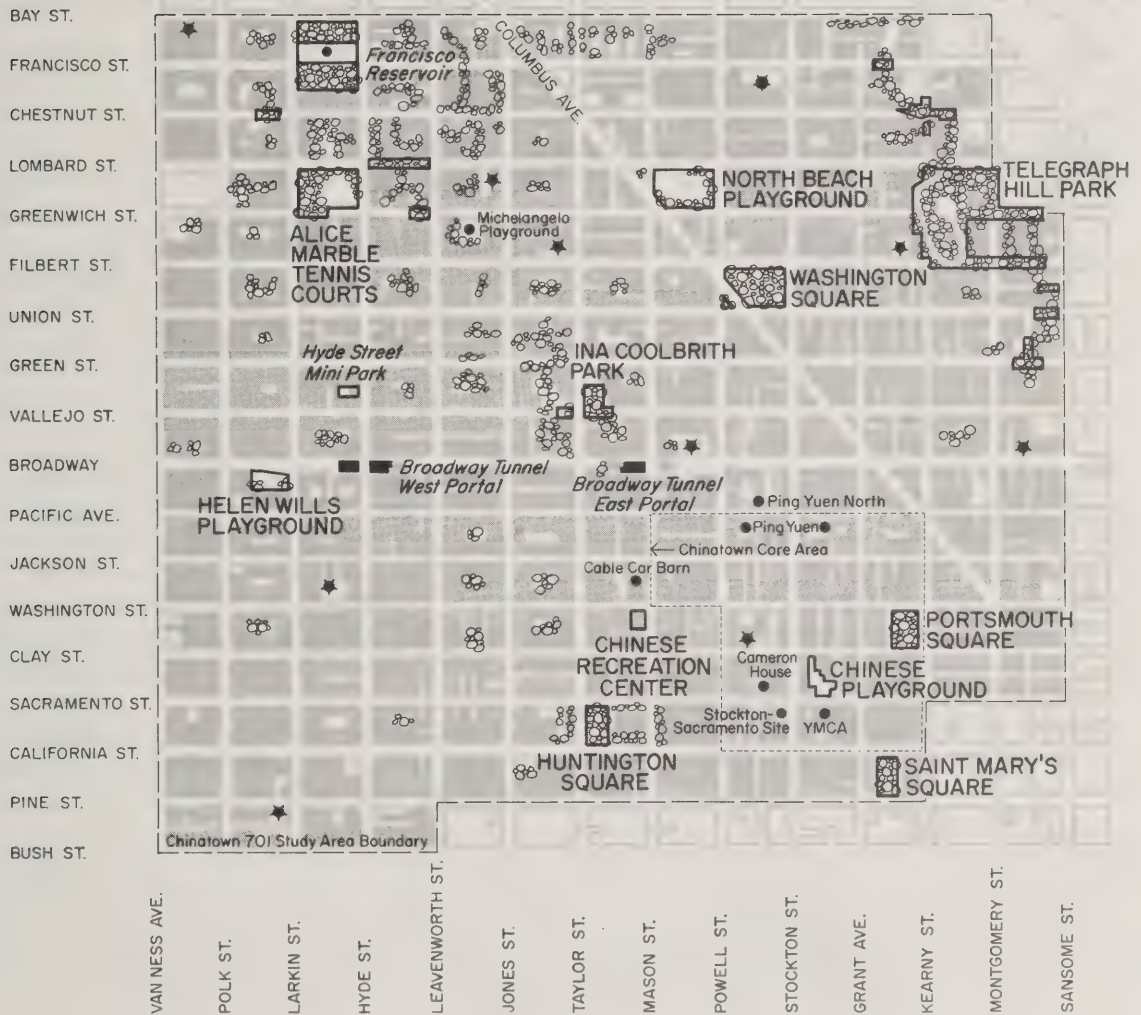 BAY ST.
FRANCISCO ST.
CHESTNUT ST.
LOMBARD ST.
GREENWICH ST.
FILBERT ST.
UNION ST.
GREEN ST.
VALLEJO ST.
BROADWAY
PACIFIC AVE.
JACKSON ST.
WASHINGTON ST.
CLAY ST.
SACRAMENTO ST.
CALIFORNIA ST.
PINE ST.
BUSH ST.
COLUMBUS AVE.
Francisco
Reservoir
TELEGRAPH
HILL PARK
NORTH BEACH
PLAYGROUND
Michelangelo
Playground
ALICE
MARBLE
TENNIS
COURTS
WASHINGTON
SQUARE
Hyde Street
Mini Park
INA COOLBRITH
PARK
Broadway Tunnel
West Portal
Broadway Tunnel
East Portal
HELEN WILLS
PLAYGROUND
Ping Yuen North
Ping Yuen
Chinatown Core Area
Cable Car Barn
CHINESE
RECREATION
CENTER
PORTSMOUTH
SQUARE
Cameron
House
CHINESE
PLAYGROUND
Stockton-
Sacramento Site
YMCA
HUNTINGTON
SQUARE
SAINT MARY'S
SQUARE
Chinatown 701 Study Area Boundary
VAN NESS AVE.
POLK ST.
LARKIN ST.
HYDE ST.
LEAVENWORTH ST.
JONES ST.
TAYLOR ST.
MASON ST.
POWELL ST.
STOCKTON ST.
GRANT AVE.
KEARNY ST.
MONTGOMERY ST.
SANSOME ST.